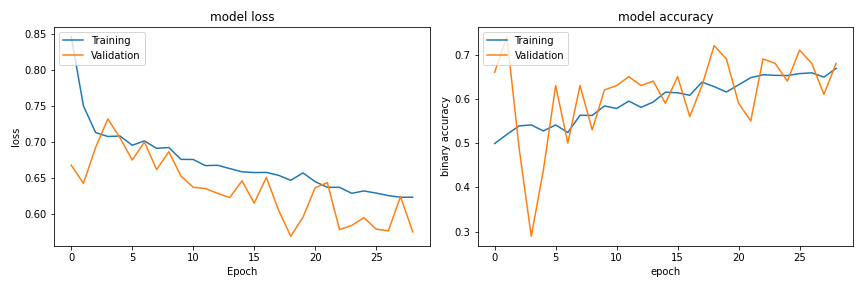 model loss
Training
Validation
0.85
0.80
0.75
0.70
0.65
0.60
loss
0 5 10 15 20 25
Epoch
model accuracy
Training
Validation
0.7
0.6
0.5
0.4
0.3
binary accuracy
0 5 10 15 20 25
epoch